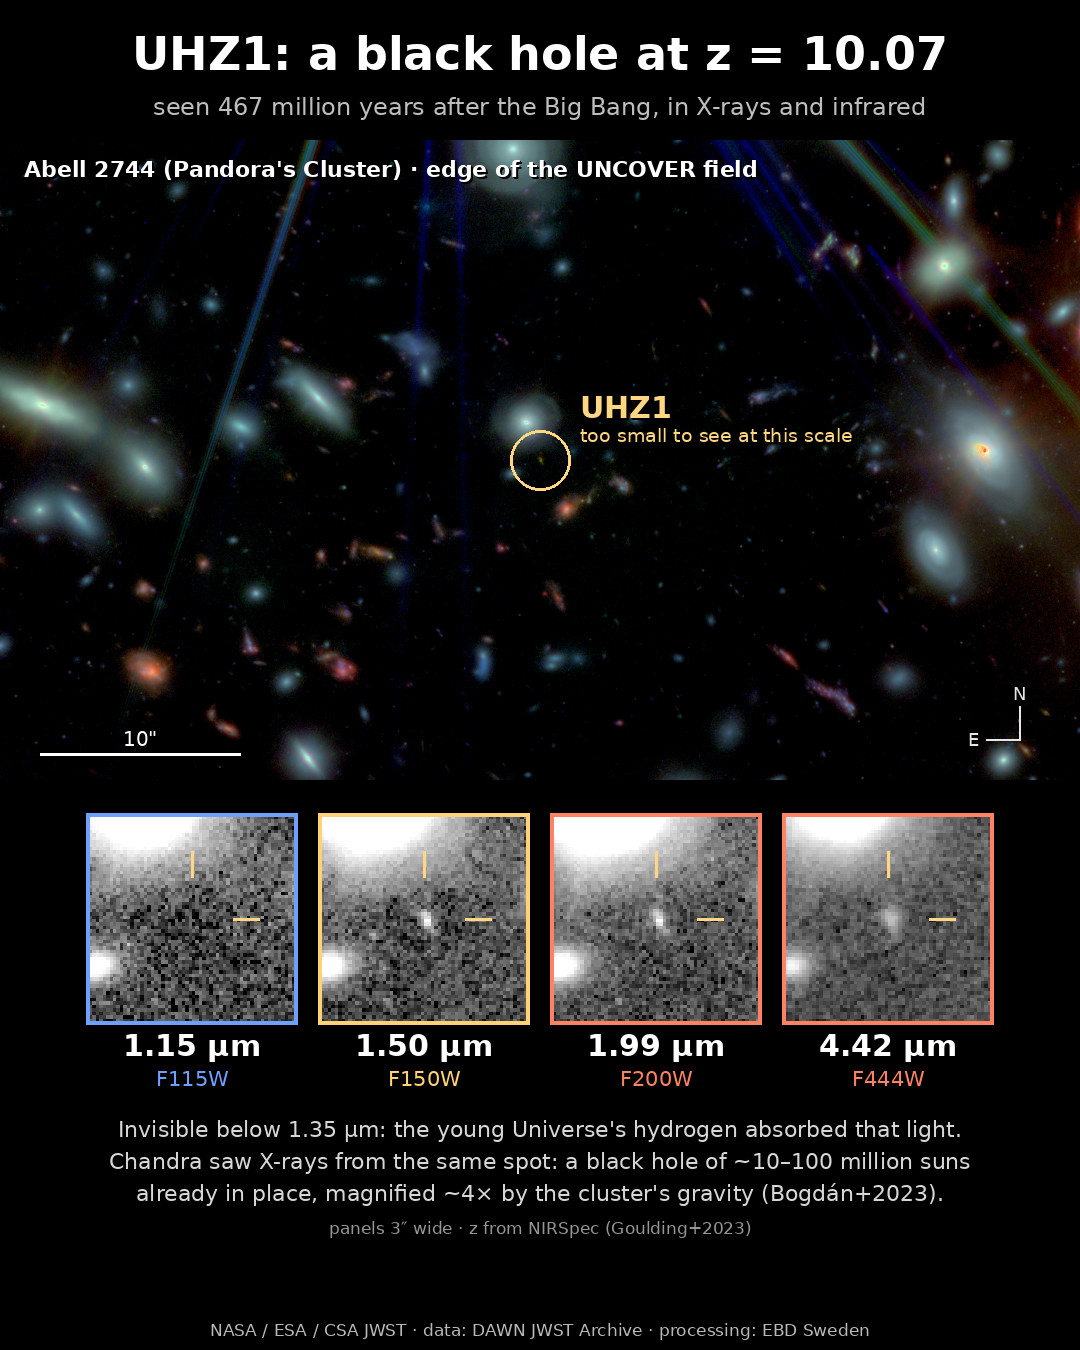 UHZ1: a black hole at z = 10.07
seen 467 million years after the Big Bang, in X-rays and infrared
Abell 2744 (Pandora's Cluster) · edge of the UNCOVER field
UHZ1
too small to see at this scale
N
E
10"
1.15 µm
1.50 µm
1.99 µm
4.42 µm
F115W
F150W
F200W
F444W
Invisible below 1.35 µm: the young Universe's hydrogen absorbed that light.
Chandra saw X-rays from the same spot: a black hole of ~10–100 million suns
already in place, magnified ~4× by the cluster's gravity (Bogdán+2023).
panels 3″ wide · z from NIRSpec (Goulding+2023)
NASA / ESA / CSA JWST · data: DAWN JWST Archive · processing: EBD Sweden